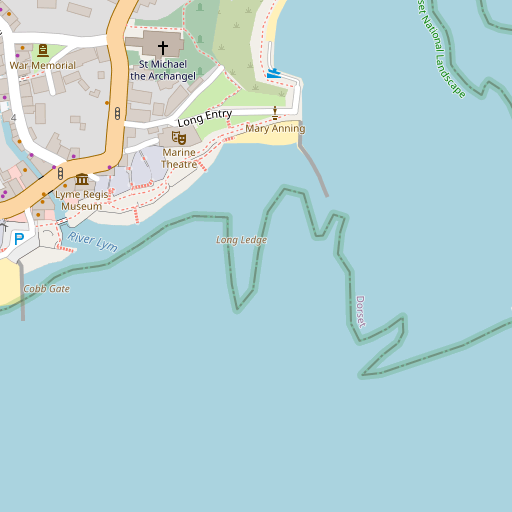 set National Landscape
War Memorial
St Michael
the Archangel
4
Long Entry
Mary Anning
Marine
Theatre
Lyme Regis
Museum
P
River Lym
Long Ledge
Cobb Gate
Dorset